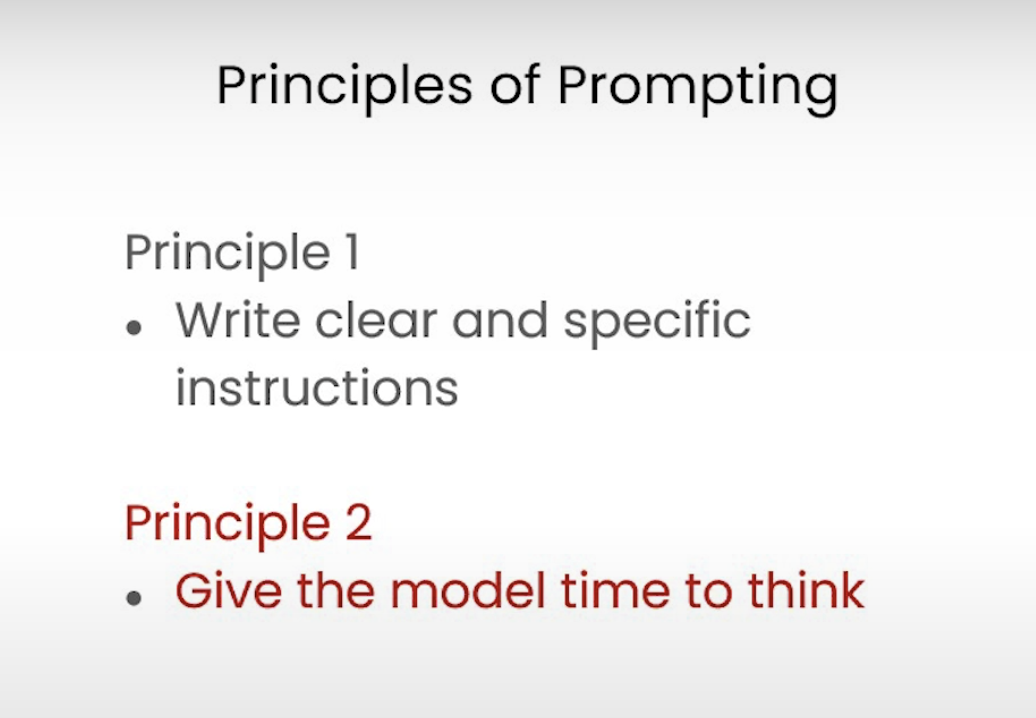 Principles of Prompting
Principle 1
• Write clear and specific
instructions
Principle 2
• Give the model time to think